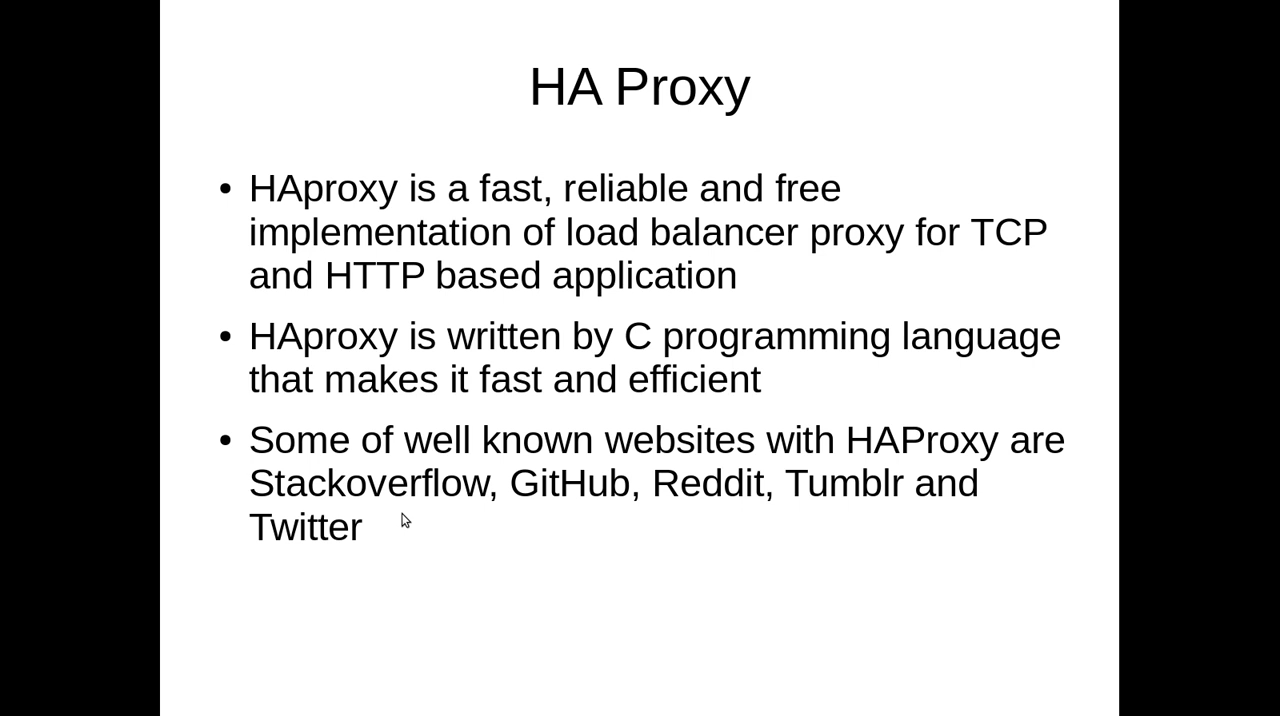 HA Proxy
• HAproxy is a fast, reliable and free
implementation of load balancer proxy for TCP
and HTTP based application
• HAproxy is written by C programming language
that makes it fast and efficient
• Some of well known websites with HAProxy are
Stackoverflow, GitHub, Reddit, Tumblr and
Twitter